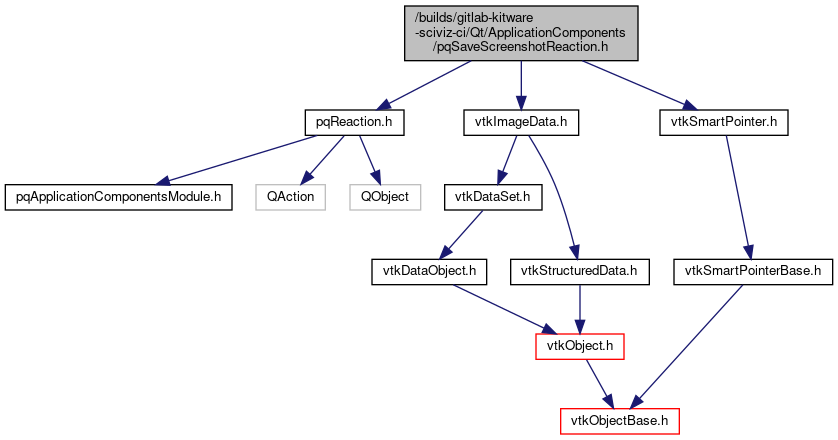 /builds/gitlab-kitware
-sciviz-ci/Qt/ApplicationComponents
/pqSaveScreenshotReaction.h
pqReaction.h
vtkImageData.h
vtkSmartPointer.h
pqApplicationComponentsModule.h
QAction
QObject
vtkDataSet.h
vtkDataObject.h
vtkStructuredData.h
vtkSmartPointerBase.h
vtkObject.h
vtkObjectBase.h